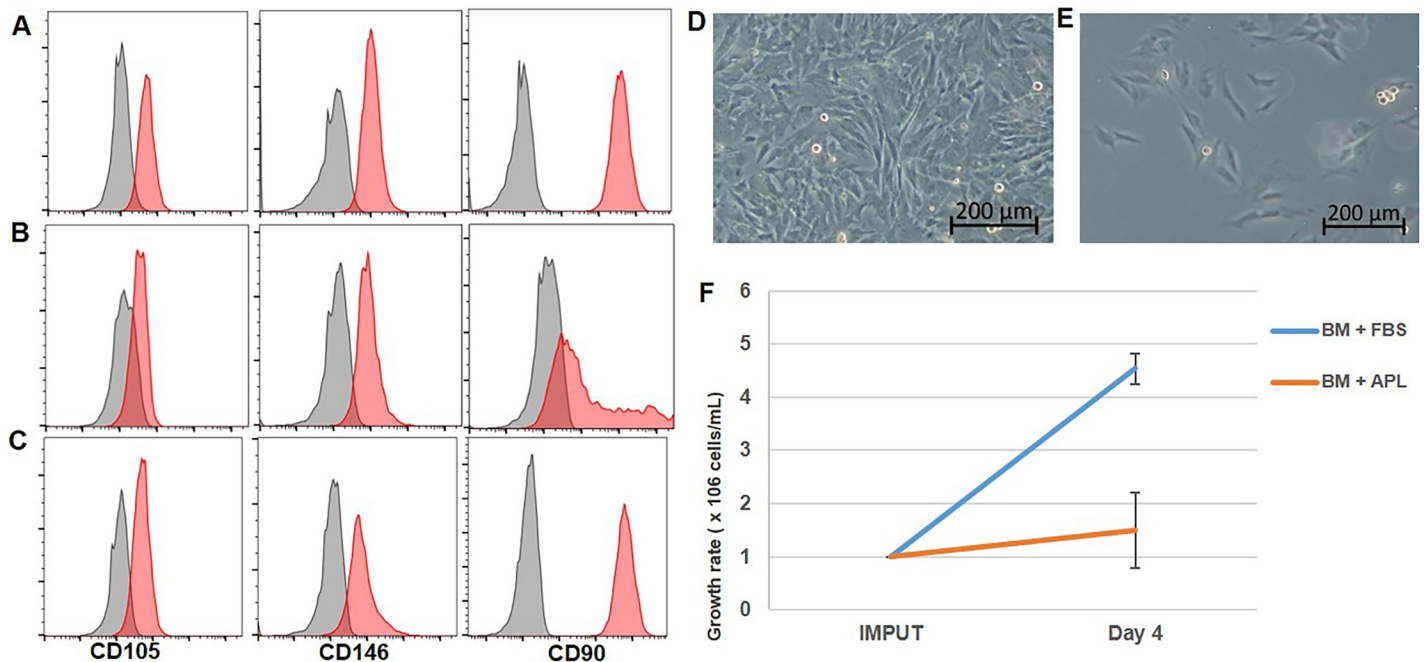 A
B
C
CD105
CD146
CD90
D
200 µm
E
200 µm
F
Growth rate ( x 106 cells/mL)
6
5
4
3
2
1
0
IMPUT
Day 4
BM + FBS
BM + APL